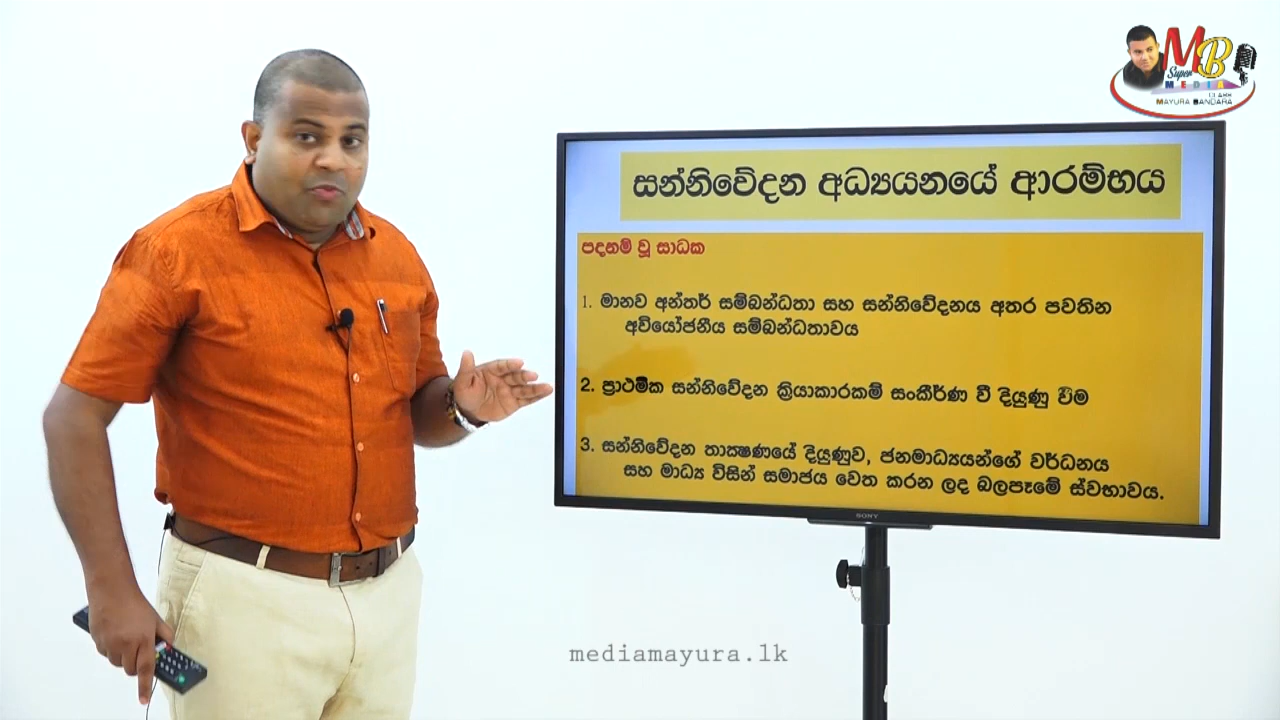 MB
Super
MEDIA
CLASS
MAYURA BANDARA
සන්නිවේදන අධ්‍යයනයේ ආරම්භය
පදනම් වූ සාධක
1. මානව අන්තර් සම්බන්ධතා සහ සන්නිවේදනය අතර පවතින
අවියෝජනීය සම්බන්ධතාවය
2. ප්‍රාථමික සන්නිවේදන ක්‍රියාකාරකම් සංකීර්ණ වී දියුණු වීම
3. සන්නිවේදන තාක්‍ෂණයේ දියුණුව, ජනමාධ්‍යයන්ගේ වර්ධනය
සහ මාධ්‍ය විසින් සමාජය වෙත කරන ලද බලපෑමේ ස්වභාවය.
SONY
mediamayura.lk